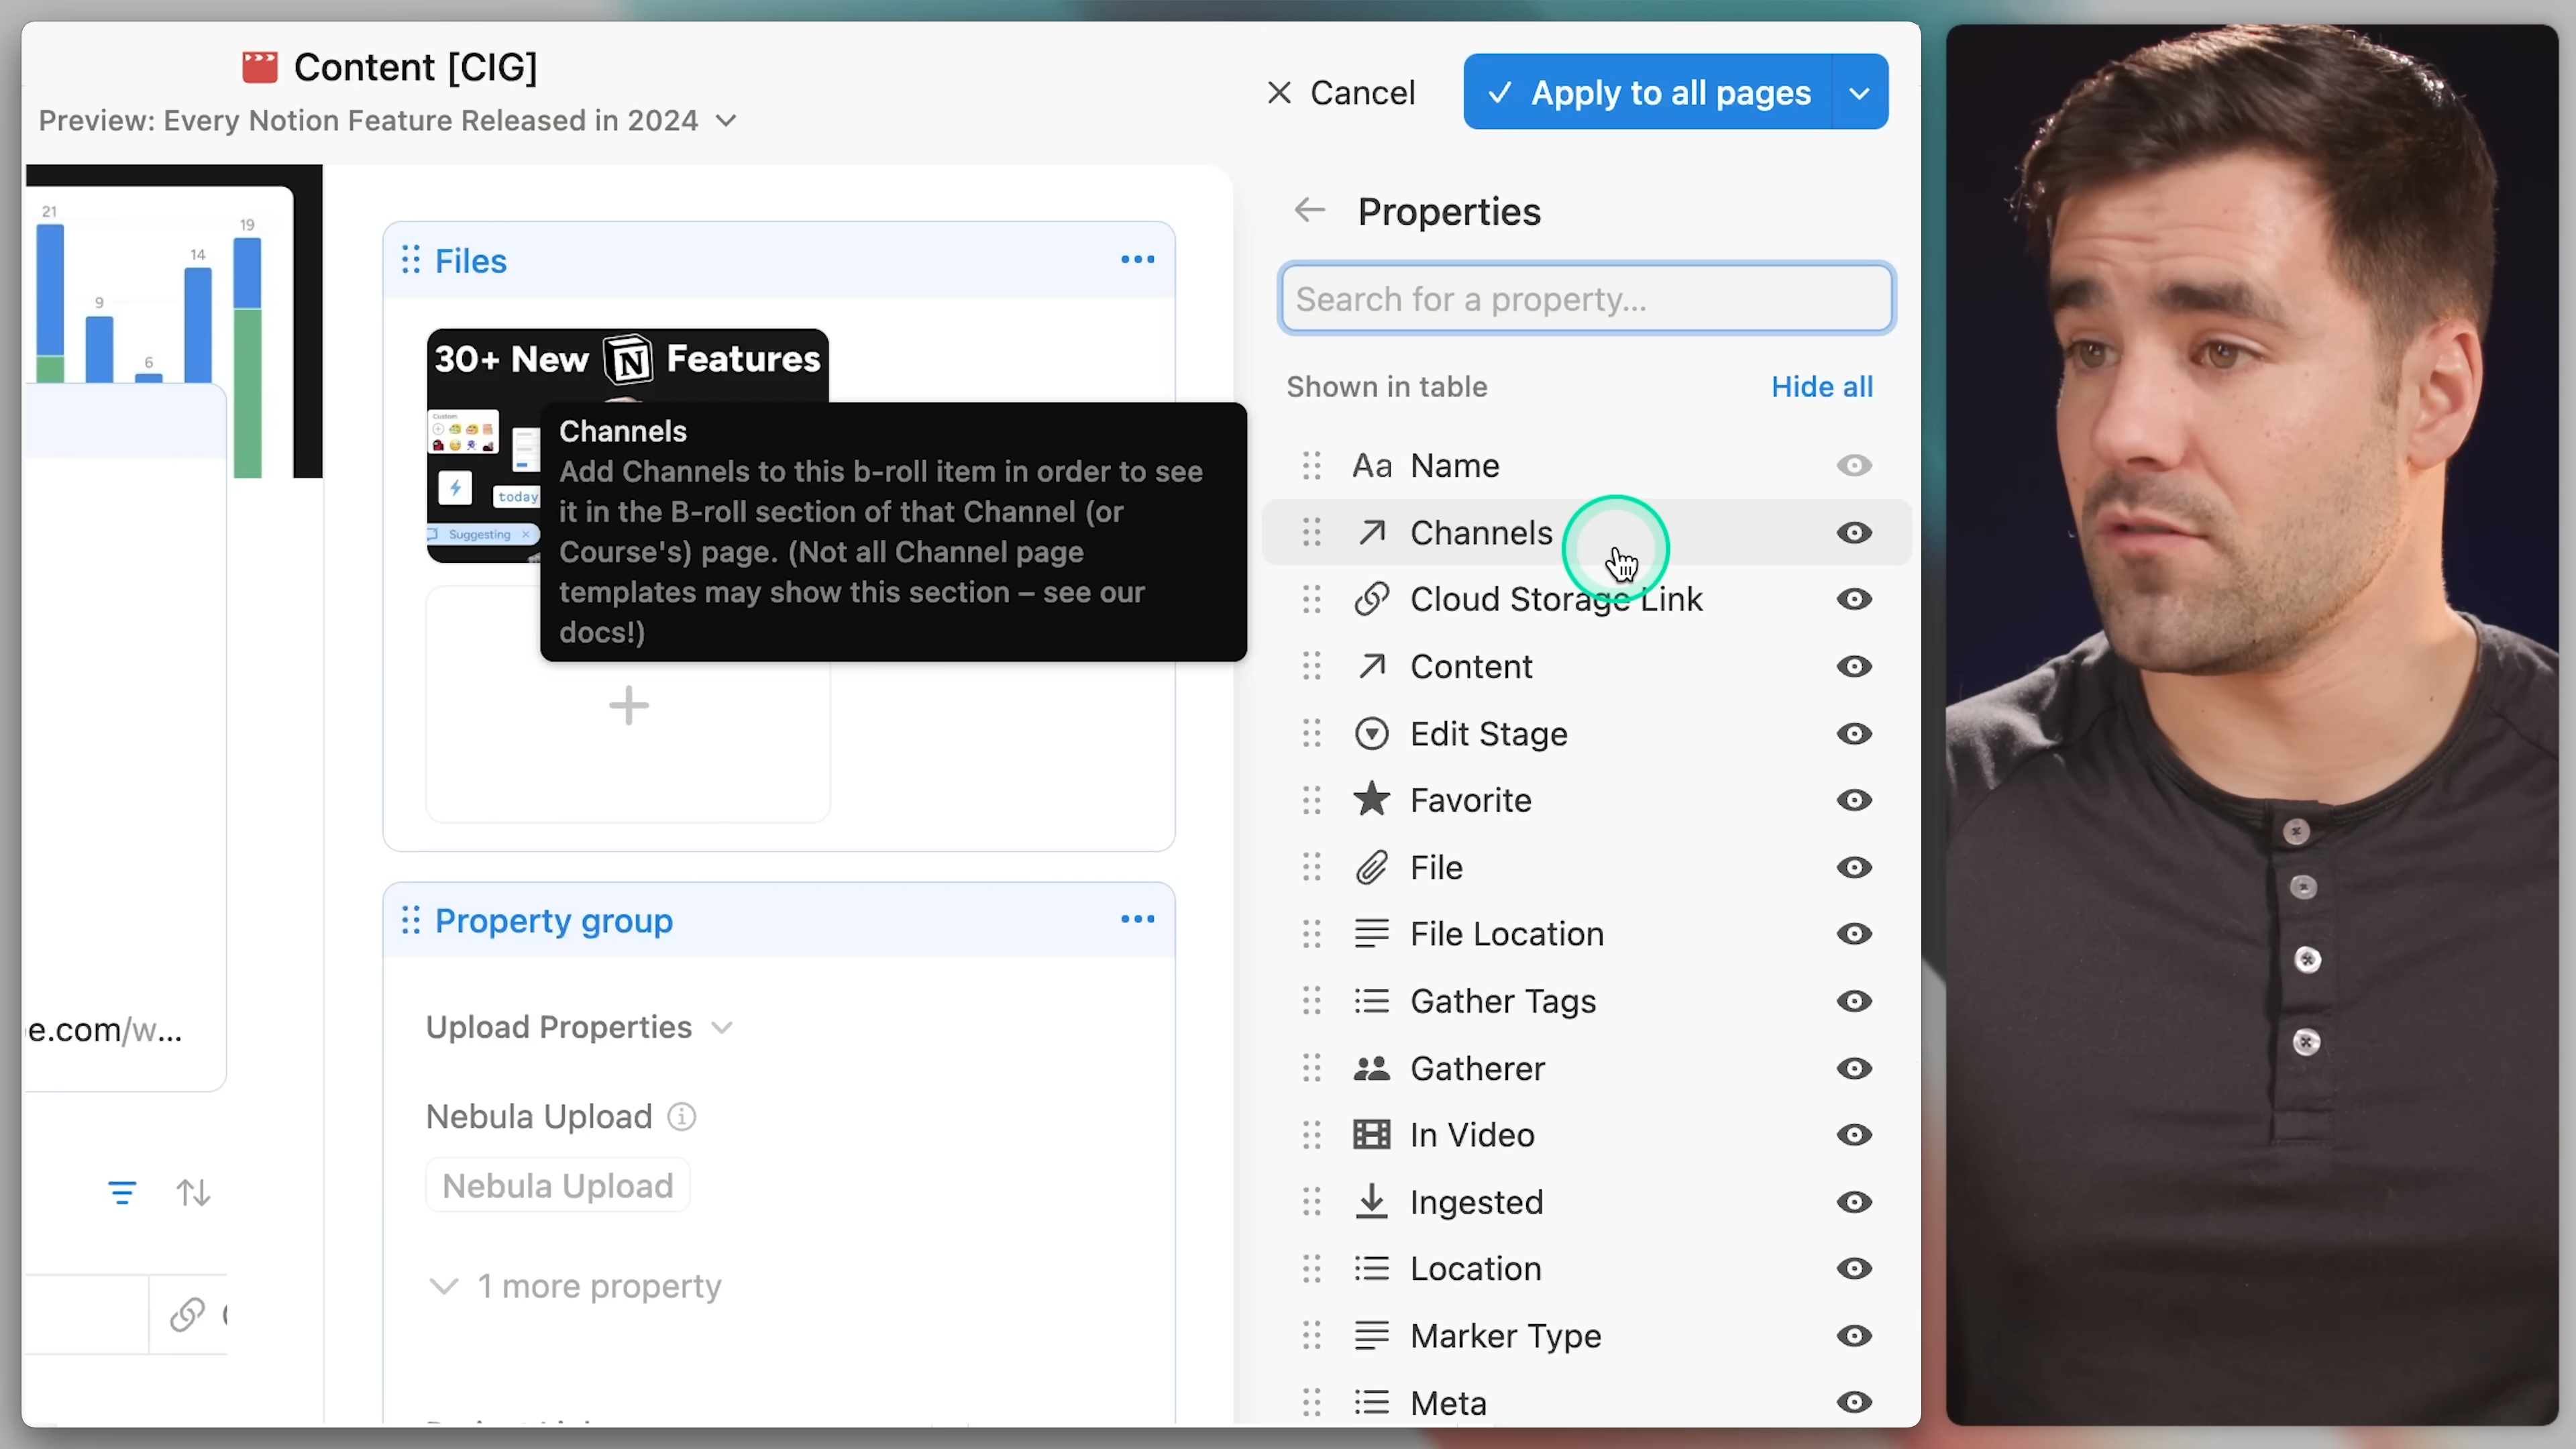 Content [CIG]
Preview: Every Notion Feature Released in 2024
Cancel
Apply to all pages
21
9
6
14
19
Files
30+ New N Features
Custom
today
Suggesting
Channels
Add Channels to this b-roll item in order to see
it in the B-roll section of that Channel (or
Course's) page. (Not all Channel page
templates may show this section – see our
docs!)
Property group
Upload Properties
Nebula Upload
Nebula Upload
1 more property
e.com/w...
Properties
Search for a property...
Shown in table
Hide all
Aa Name
Channels
Cloud Storage Link
Content
Edit Stage
Favorite
File
File Location
Gather Tags
Gatherer
In Video
Ingested
Location
Marker Type
Meta